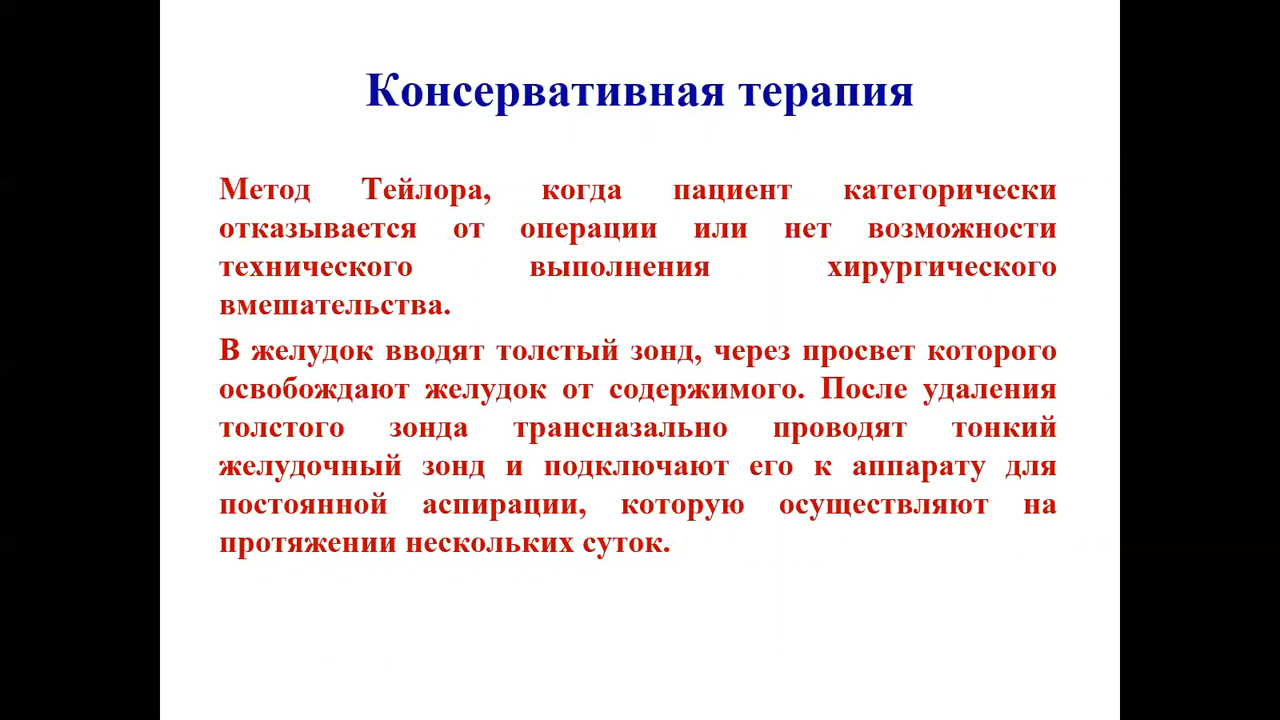 Консервативная терапия
Метод Тейлора, когда пациент категорически
отказывается от операции или нет возможности
технического выполнения хирургического
вмешательства.
В желудок вводят толстый зонд, через просвет которого
освобождают желудок от содержимого. После удаления
толстого зонда трансназально проводят тонкий
желудочный зонд и подключают его к аппарату для
постоянной аспирации, которую осуществляют на
протяжении нескольких суток.